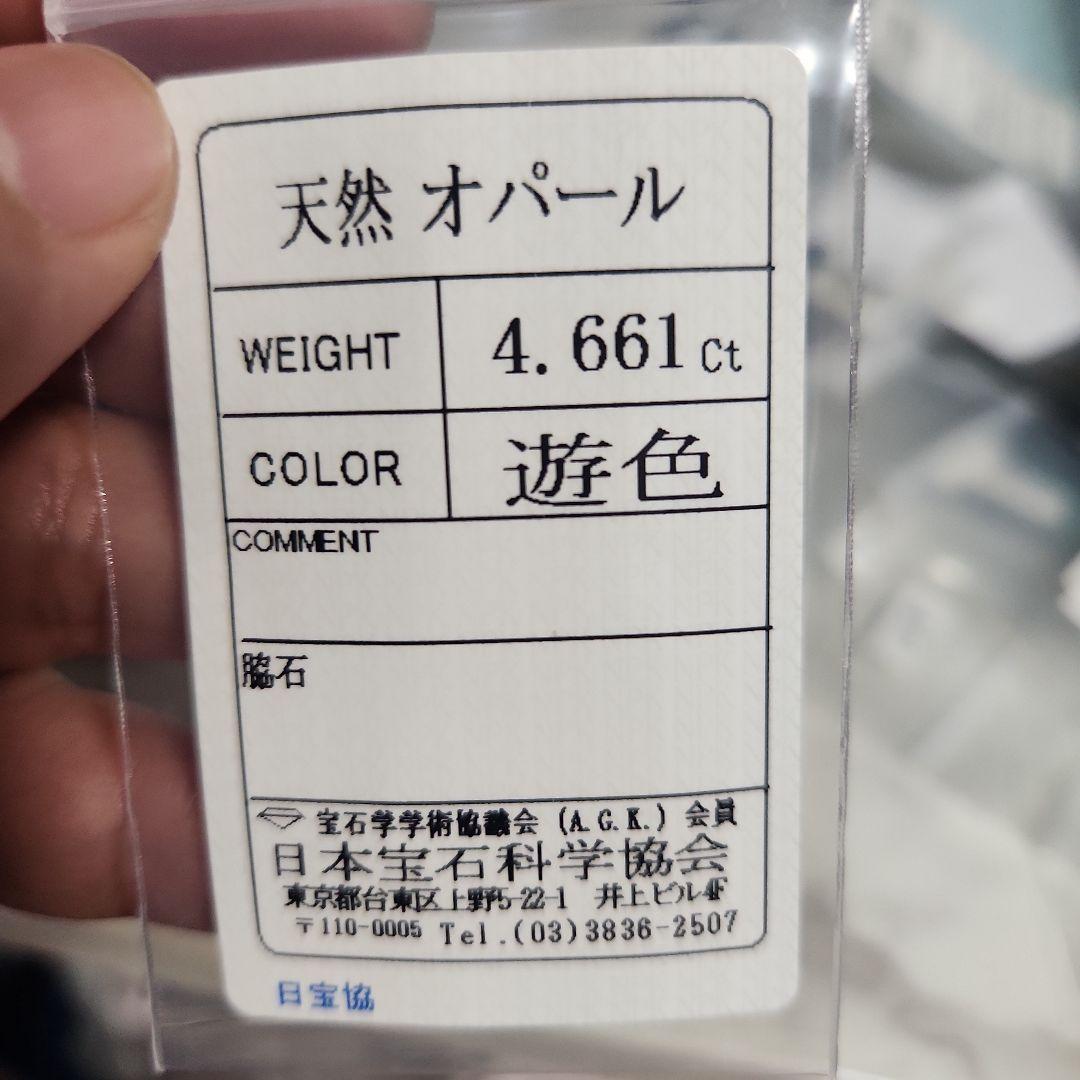 天然 オパール
WEIGHT 4.661ct
COLOR 遊色
COMMENT
脇石
宝石学学術協議会 (A.G.K.) 会員
日本宝石科学協会
東京都台東区上野5-22-1 井上ビル4F
〒110-0005 Tel.(03)3836-2507
日宝協